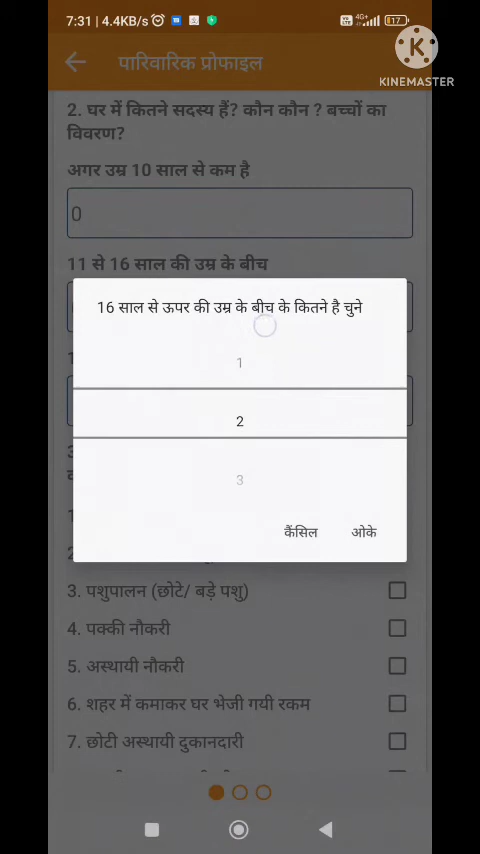 7:31 | 4.4KB/s
4G+
17
पारिवारिक प्रोफाइल
KINEMASTER
2. घर में कितने सदस्य हैं? कौन कौन ? बच्चों का
विवरण?
अगर उम्र 10 साल से कम है
0
11 से 16 साल की उम्र के बीच
16 साल से ऊपर की उम्र के बीच के कितने है चुने
1
2
3
कैंसिल ओके
3. पशुपालन (छोटे/ बड़े पशु)
4. पक्की नौकरी
5. अस्थायी नौकरी
6. शहर में कमाकर घर भेजी गयी रकम
7. छोटी अस्थायी दुकानदारी